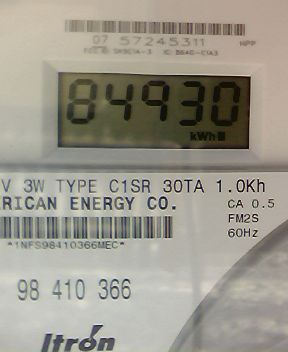 07 57245311 HPP
84930
kWh
V 3W TYPE C1SR 30TA 1.0Kh
RICAN ENERGY CO. CA 0.5
FM2S
60Hz
*1NFS98410366MEC*
98 410 366
Itron